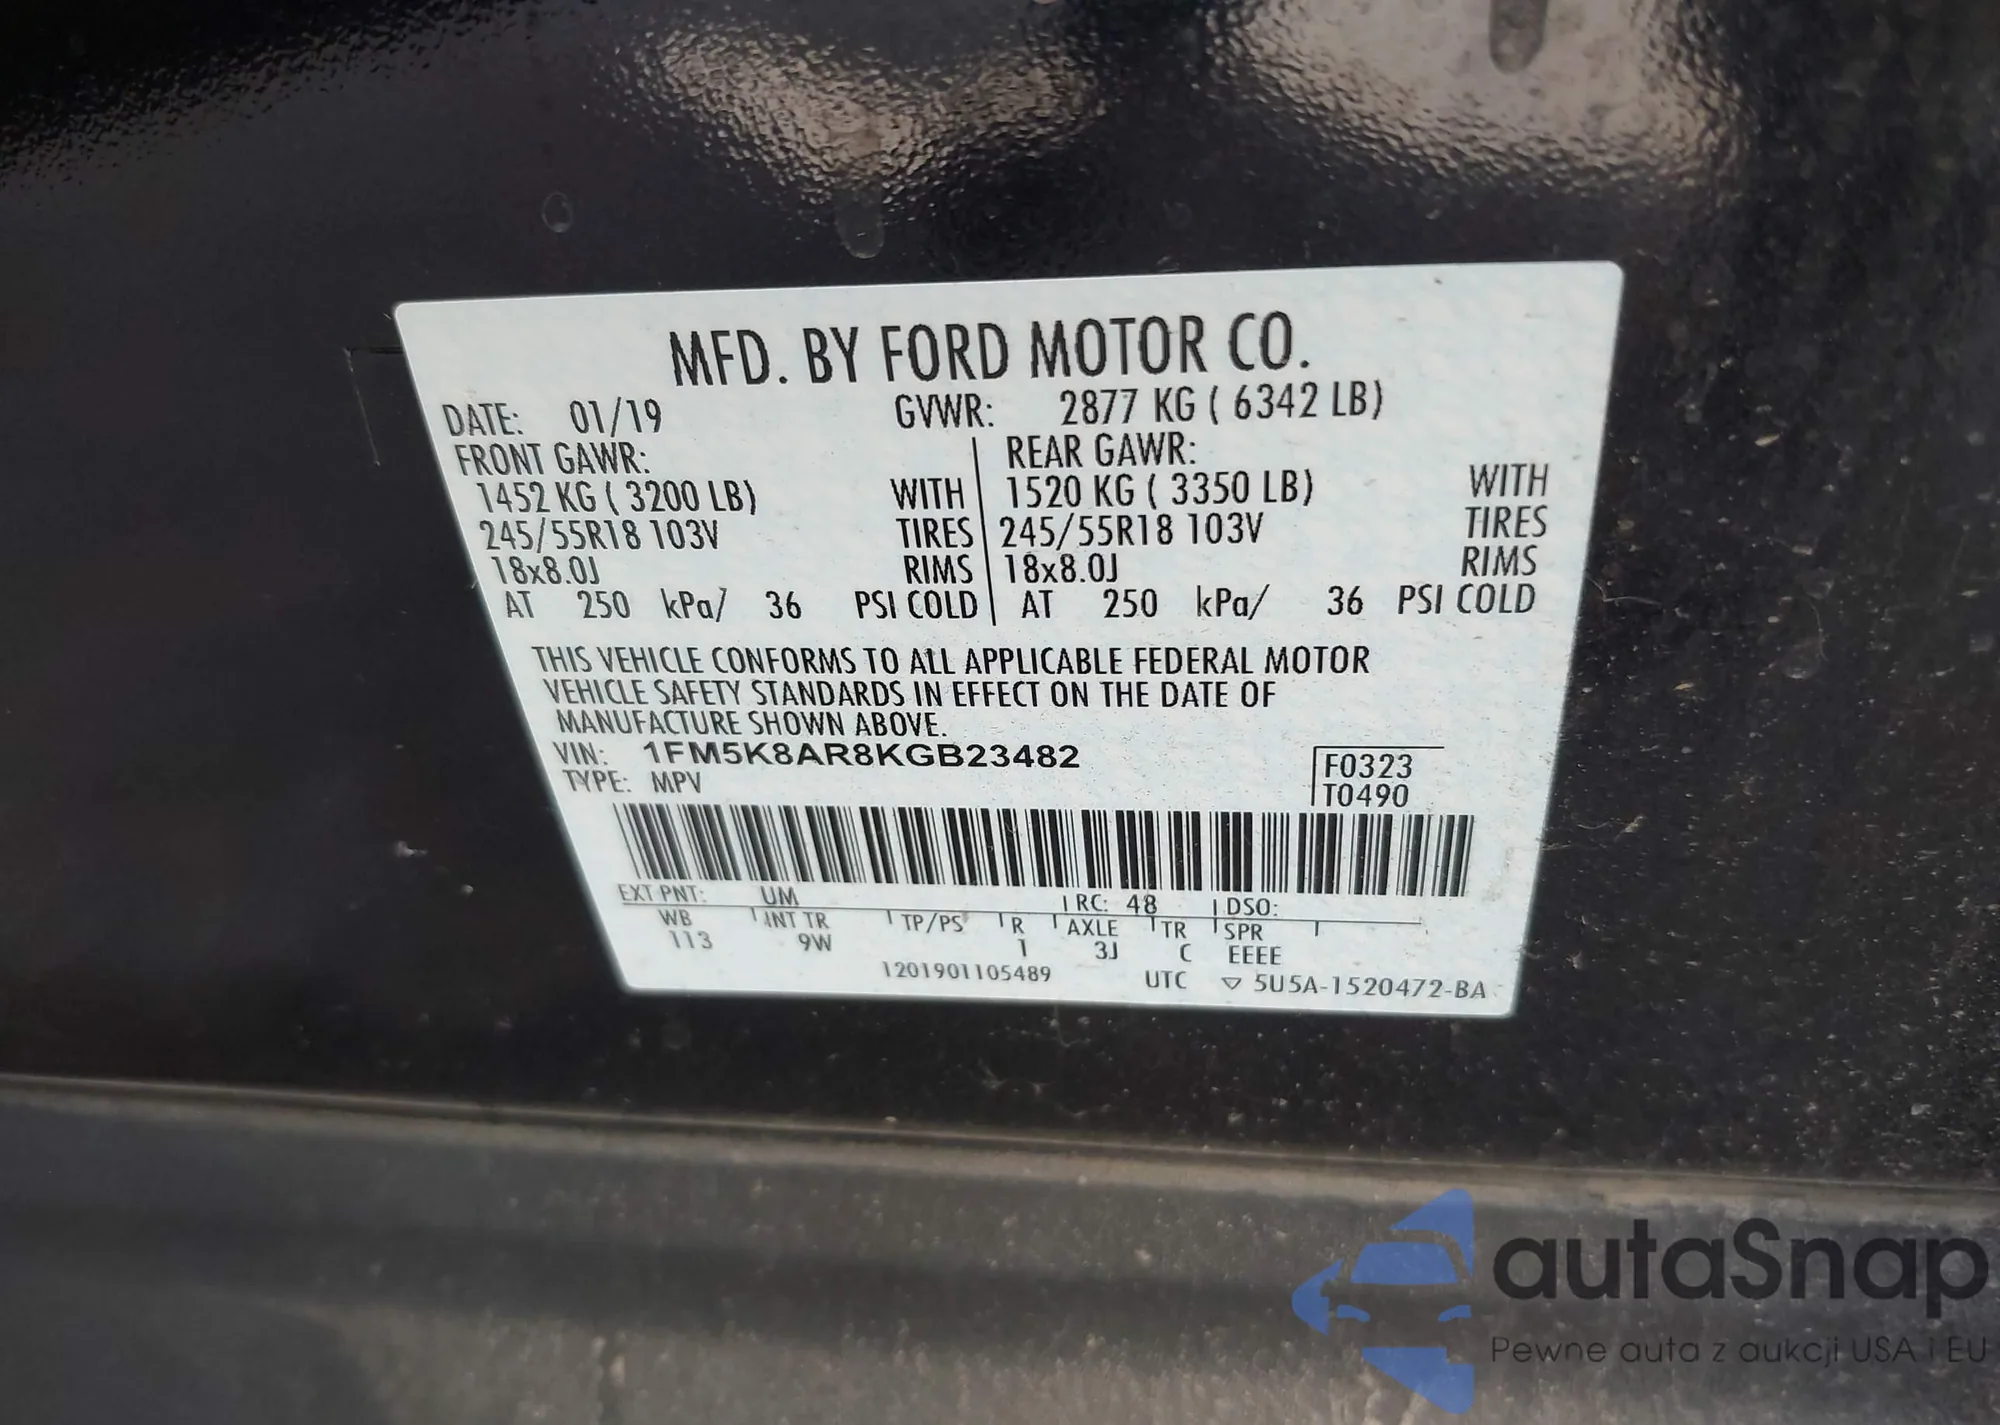 MFD. BY FORD MOTOR CO.
DATE: 01/19 GVWR: 2877 KG ( 6342 LB)
FRONT GAWR: REAR GAWR:
1452 KG ( 3200 LB) WITH 1520 KG ( 3350 LB) WITH
245/55R18 103V TIRES 245/55R18 103V TIRES
18x8.0J RIMS 18x8.0J RIMS
AT 250 kPa/ 36 PSI COLD AT 250 kPa/ 36 PSI COLD
THIS VEHICLE CONFORMS TO ALL APPLICABLE FEDERAL MOTOR
VEHICLE SAFETY STANDARDS IN EFFECT ON THE DATE OF
MANUFACTURE SHOWN ABOVE.
VIN: 1FM5K8AR8KGB23482 F0323
TYPE: MPV T0490
EXT PNT: UM RC: 48 DSO:
WB INT TR TP/PS R AXLE TR SPR
113 9W 1 3J C EEEE
1201901105489 UTC ▽ 5U5A-1520472-BA
autaSnap
Pewne auta z aukcji USA i EU